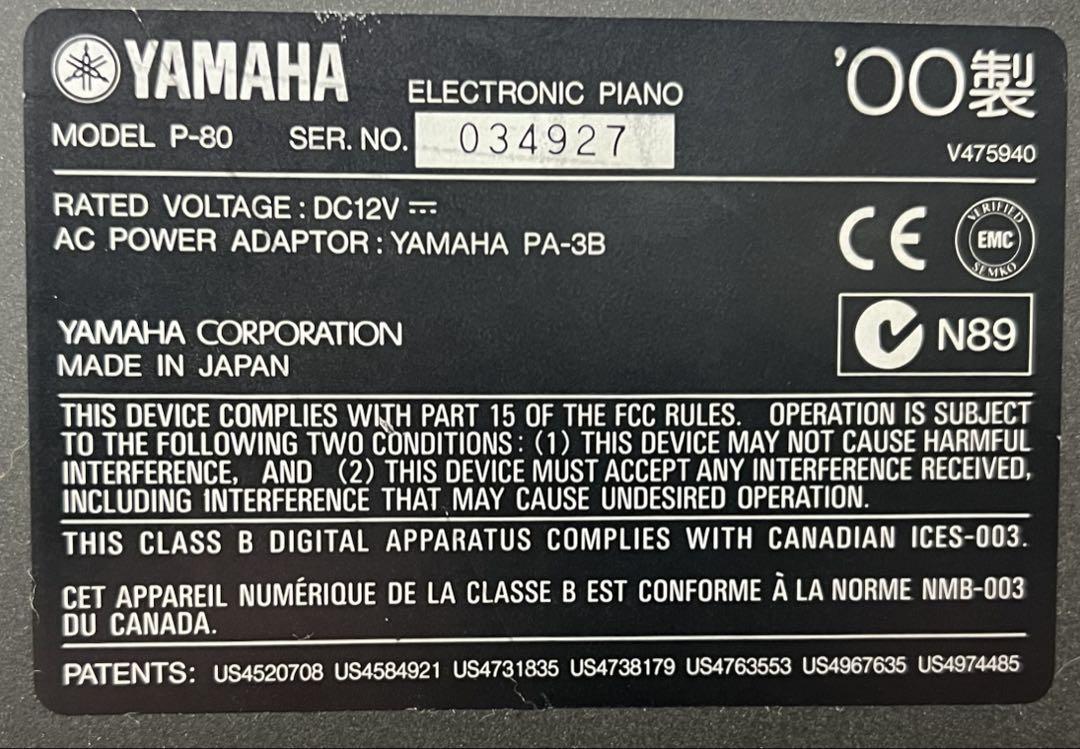 YAMAHA
ELECTRONIC PIANO
'00製
MODEL P-80 SER. NO. 034927
V475940
RATED VOLTAGE : DC12V ⎓
AC POWER ADAPTOR : YAMAHA PA-3B
CE
VERIFIED
EMC
SEMKO
YAMAHA CORPORATION
MADE IN JAPAN
N89
THIS DEVICE COMPLIES WITH PART 15 OF THE FCC RULES. OPERATION IS SUBJECT
TO THE FOLLOWING TWO CONDITIONS : (1) THIS DEVICE MAY NOT CAUSE HARMFUL
INTERFERENCE, AND (2) THIS DEVICE MUST ACCEPT ANY INTERFERENCE RECEIVED,
INCLUDING INTERFERENCE THAT MAY CAUSE UNDESIRED OPERATION.
THIS CLASS B DIGITAL APPARATUS COMPLIES WITH CANADIAN ICES-003.
CET APPAREIL NUMÉRIQUE DE LA CLASSE B EST CONFORME À LA NORME NMB-003
DU CANADA.
PATENTS: US4520708 US4584921 US4731835 US4738179 US4763553 US4967635 US4974485